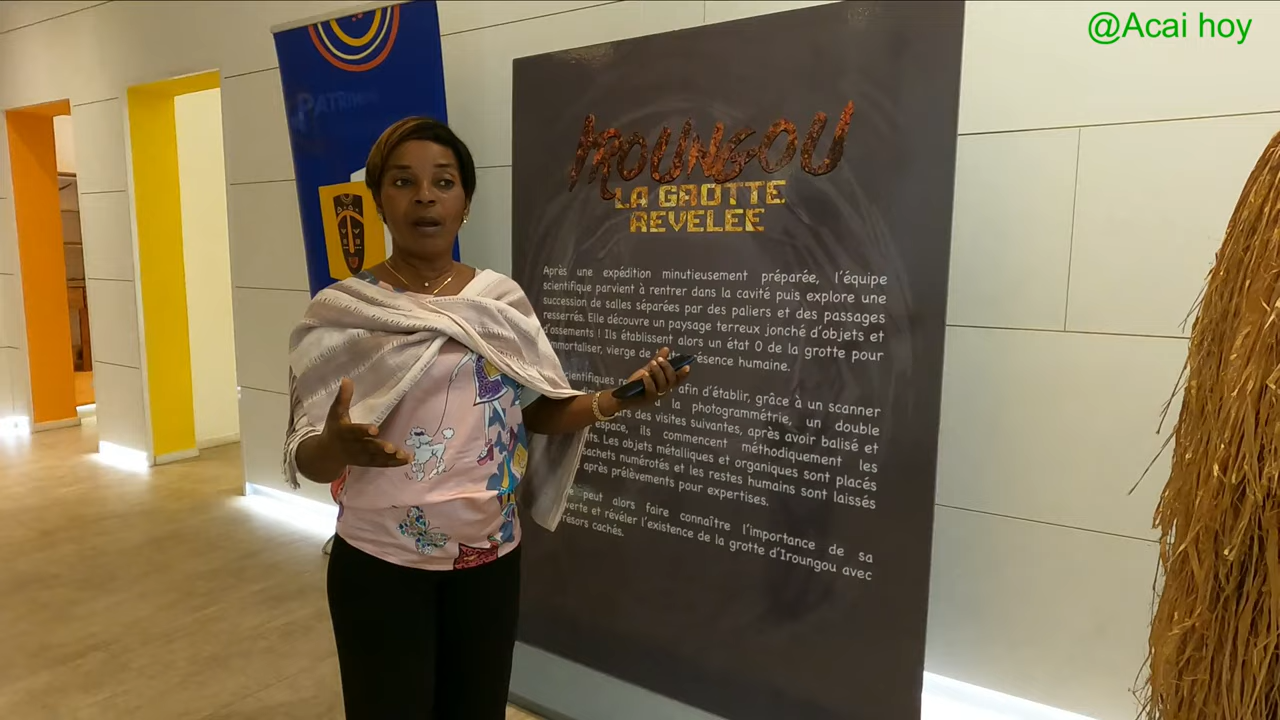 @Acai hoy
IROUNGOU
LA GROTTE
REVELEE
Après une expédition minutieusement préparée, l'équipe
scientifique parvient à rentrer dans la cavité puis explore une
succession de salles séparées par des paliers et des passages
resserrés. Elle découvre un paysage terreux jonché d'objets et
d'ossements ! Ils établissent alors un état 0 de la grotte pour
immortaliser, vierge de présence humaine.
scientifiques afin d'établir, grâce à un scanner
à la photogrammétrie, un double
des visites suivantes, après avoir balisé et
espace, ils commencent méthodiquement les
Les objets métalliques et organiques sont placés
sachets numérotés et les restes humains sont laissés
après prélèvements pour expertises.
peut alors faire connaître l'importance de sa
et révéler l'existence de la grotte d'Iroungou avec
trésors cachés.